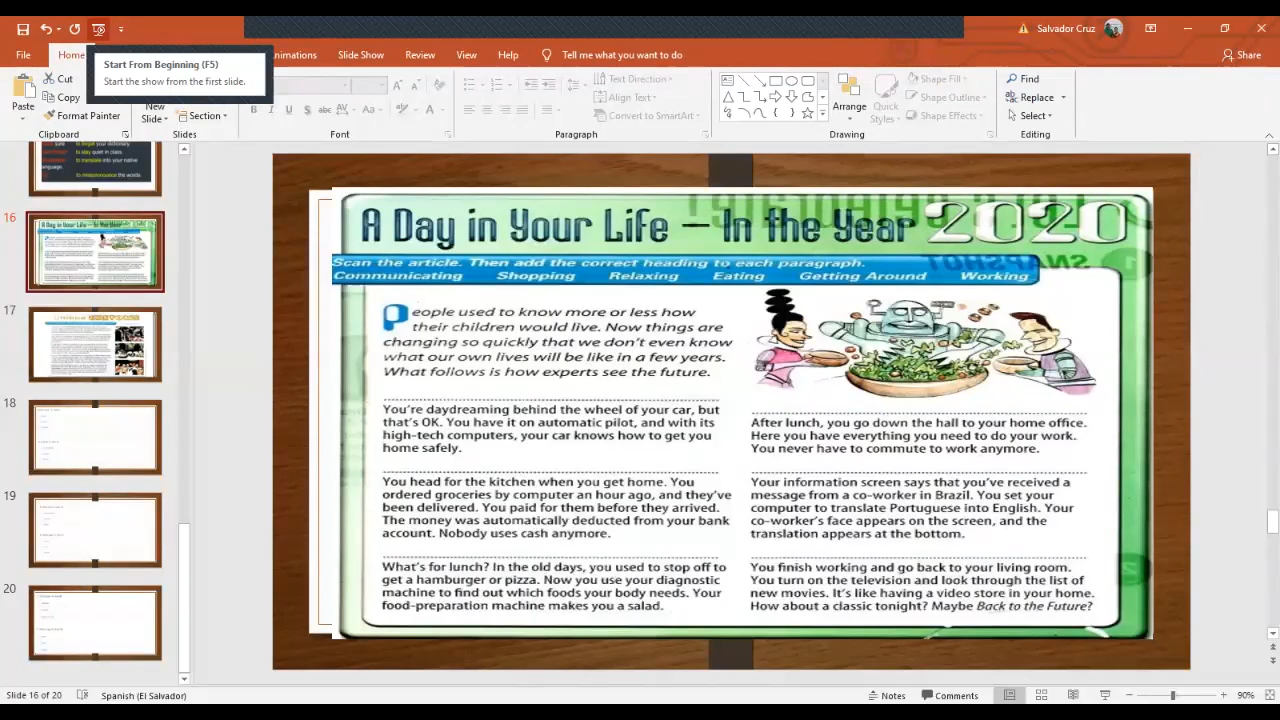 Salvador Cruz
File
Home
nimations
Slide Show
Review
View
Help
Tell me what you want to do
Share
Start From Beginning (F5)
Start the show from the first slide.
Paste
Cut
Copy
Format Painter
New
Slide
Section
Text Direction
Align Text
Convert to SmartArt
Arrange
Quick
Styles
Shape Fill
Shape Outline
Shape Effects
Find
Replace
Select
Clipboard
Slides
Font
Paragraph
Drawing
Editing
16
17
18
19
20
A Day in Your Life – In the Year 2020
Scan the article. Then add the correct heading to each paragraph.
Communicating Shopping Relaxing Eating Getting Around Working
People used to know more or less how
their children would live. Now things are
changing so quickly that we don't even know
what our own lives will be like in a few years.
What follows is how experts see the future.
You're daydreaming behind the wheel of your car, but
that's OK. You have it on automatic pilot, and with its
high-tech computers, your car knows how to get you
home safely.
You head for the kitchen when you get home. You
ordered groceries by computer an hour ago, and they've
been delivered. You paid for them before they arrived.
The money was automatically deducted from your bank
account. Nobody uses cash anymore.
What's for lunch? In the old days, you used to stop off to
get a hamburger or pizza. Now you use your diagnostic
machine to find out which foods your body needs. Your
food-preparation machine makes you a salad.
After lunch, you go down the hall to your home office.
Here you have everything you need to do your work.
You never have to commute to work anymore.
Your information screen says that you've received a
message from a co-worker in Brazil. You set your
computer to translate Portuguese into English. Your
co-worker's face appears on the screen, and the
translation appears at the bottom.
You finish working and go back to your living room.
You turn on the television and look through the list of
new movies. It's like having a video store in your home.
How about a classic tonight? Maybe Back to the Future?
Slide 16 of 20
Spanish (El Salvador)
Notes
Comments
90%